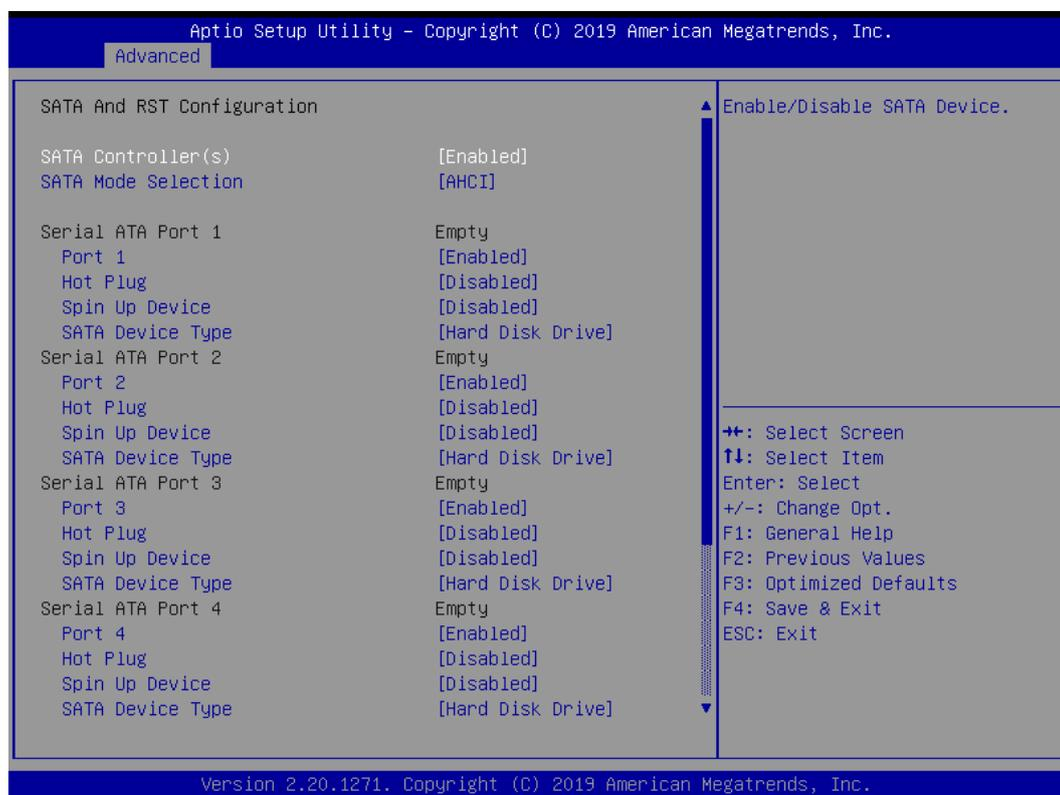 Aptio Setup Utility – Copyright (C) 2019 American Megatrends, Inc.
Advanced
SATA And RST Configuration
SATA Controller(s) [Enabled]
SATA Mode Selection [AHCI]
Serial ATA Port 1 Empty
Port 1 [Enabled]
Hot Plug [Disabled]
Spin Up Device [Disabled]
SATA Device Type [Hard Disk Drive]
Serial ATA Port 2 Empty
Port 2 [Enabled]
Hot Plug [Disabled]
Spin Up Device [Disabled]
SATA Device Type [Hard Disk Drive]
Serial ATA Port 3 Empty
Port 3 [Enabled]
Hot Plug [Disabled]
Spin Up Device [Disabled]
SATA Device Type [Hard Disk Drive]
Serial ATA Port 4 Empty
Port 4 [Enabled]
Hot Plug [Disabled]
Spin Up Device [Disabled]
SATA Device Type [Hard Disk Drive]
Enable/Disable SATA Device.
→←: Select Screen
↑↓: Select Item
Enter: Select
+/-: Change Opt.
F1: General Help
F2: Previous Values
F3: Optimized Defaults
F4: Save & Exit
ESC: Exit
Version 2.20.1271. Copyright (C) 2019 American Megatrends, Inc.